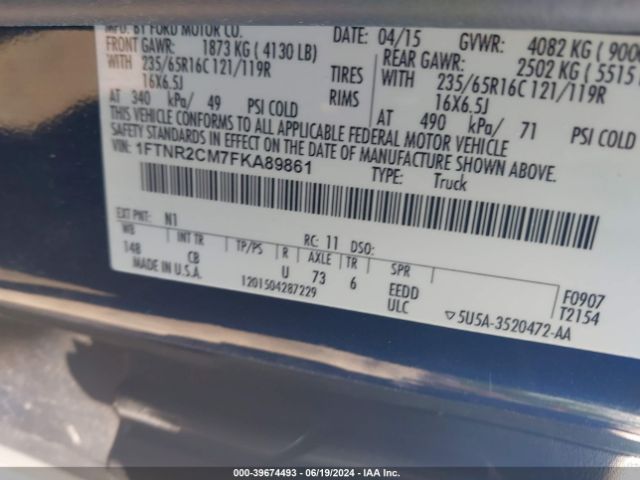 MFD. BY FORD MOTOR CO.
DATE: 04/15 GVWR: 4082 KG (9000
FRONT GAWR: 1873 KG (4130 LB)
REAR GAWR: 2502 KG (5515
WITH 235/65R16C 121/119R TIRES
WITH 235/65R16C 121/119R
16X6.5J RIMS
16X6.5J
AT 340 kPa/ 49 PSI COLD
AT 490 kPa/ 71 PSI COLD
THIS VEHICLE CONFORMS TO ALL APPLICABLE FEDERAL MOTOR VEHICLE
SAFETY STANDARDS IN EFFECT ON THE DATE OF MANUFACTURE SHOWN ABOVE.
VIN: 1FTNR2CM7FKA89861
TYPE: Truck
EXT PNT: N1 RC: 11 DSO:
WB INT TR TP/PS R AXLE TR SPR
148 CB U 73 6 EEDD
MADE IN U.S.A. 1201504287229 ULC
F0907
T2154
▽5U5A-3520472-AA
000-39674493 - 06/19/2024 - IAA Inc.